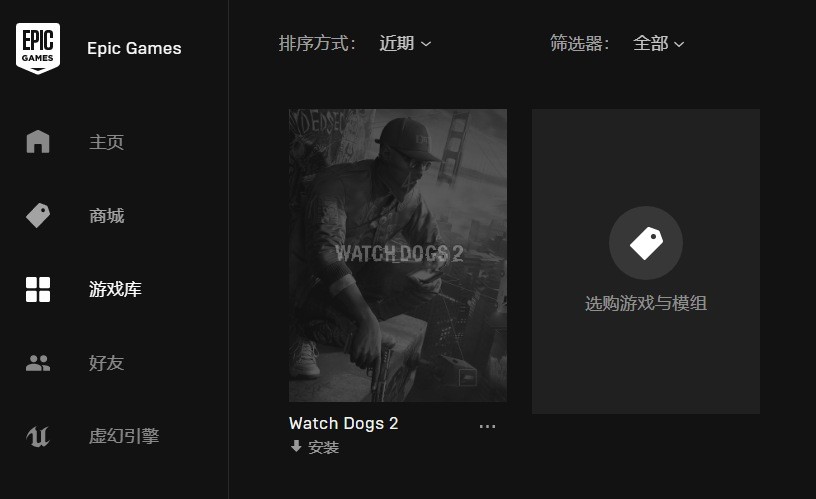 EPIC
GAMES
Epic Games
主页
商城
游戏库
好友
虚幻引擎
排序方式： 近期
筛选器： 全部
DEDSEC
WATCH_DOGS 2
Watch Dogs 2
...
安装
选购游戏与模组